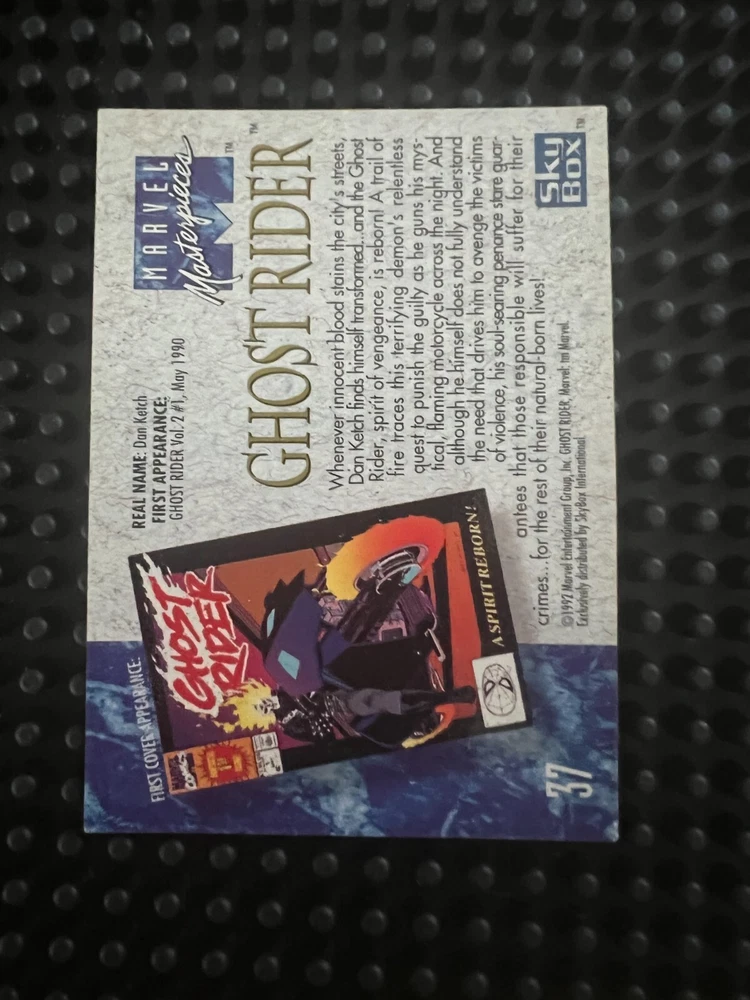 FIRST COVER APPEARANCE:
MARVEL COMICS
GHOST
RIDER
A SPIRIT REBORN!
37
REAL NAME: Dan Ketch
FIRST APPEARANCE:
GHOST RIDER Vol. 2 #1, May 1990
MARVEL
Masterpieces
TM
GHOST RIDER TM
Whenever innocent blood stains the city's streets,
Dan Ketch finds himself transformed...and the Ghost
Rider, spirit of vengeance, is reborn! A trail of
fire traces this terrifying demon's relentless
quest to punish the guilty as he guns his mys-
tical, flaming motorcycle across the night. And
although he himself does not fully understand
the need that drives him to avenge the victims
of violence, his soul-searing penance stare guar-
antees that those responsible will suffer for their
crimes...for the rest of their natural-born lives!
©1992 Marvel Entertainment Group, Inc. GHOST RIDER, Marvel: tm Marvel.
Exclusively distributed by SkyBox International.
SkyBox TM